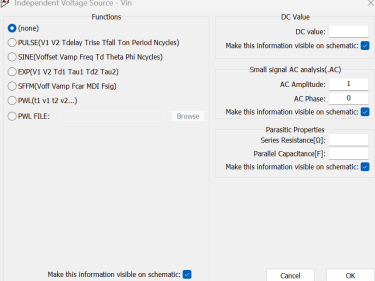 Independent Voltage Source - Vin
Functions
(none)
PULSE(V1 V2 Tdelay Trise Tfall Ton Period Ncycles)
SINE(Voffset Vamp Freq Td Theta Phi Ncycles)
EXP(V1 V2 Td1 Tau1 Td2 Tau2)
SFFM(Voff Vamp Fcar MDI Fsig)
PWL(t1 v1 t2 v2...)
PWL FILE:
Browse
Make this information visible on schematic:
DC Value
DC value:
Make this information visible on schematic:
Small signal AC analysis(.AC)
AC Amplitude: 1
AC Phase: 0
Make this information visible on schematic:
Parasitic Properties
Series Resistance[Ω]:
Parallel Capacitance[F]:
Make this information visible on schematic:
Cancel
OK